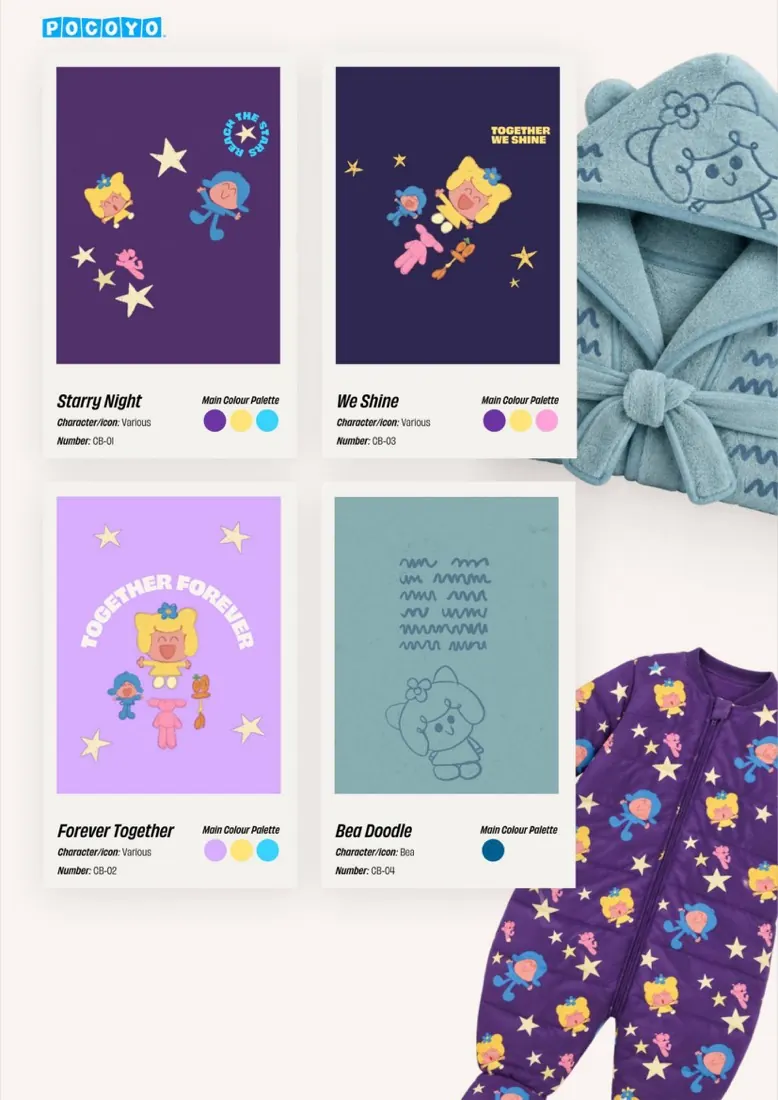 POCOYO
REACH THE STARS
TOGETHER
WE SHINE
Starry Night
Main Colour Palette
Character/icon: Various
Number: CB-01
We Shine
Main Colour Palette
Character/icon: Various
Number: CB-03
TOGETHER FOREVER
Forever Together
Main Colour Palette
Character/icon: Various
Number: CB-02
Bea Doodle
Main Colour Palette
Character/icon: Bea
Number: CB-04